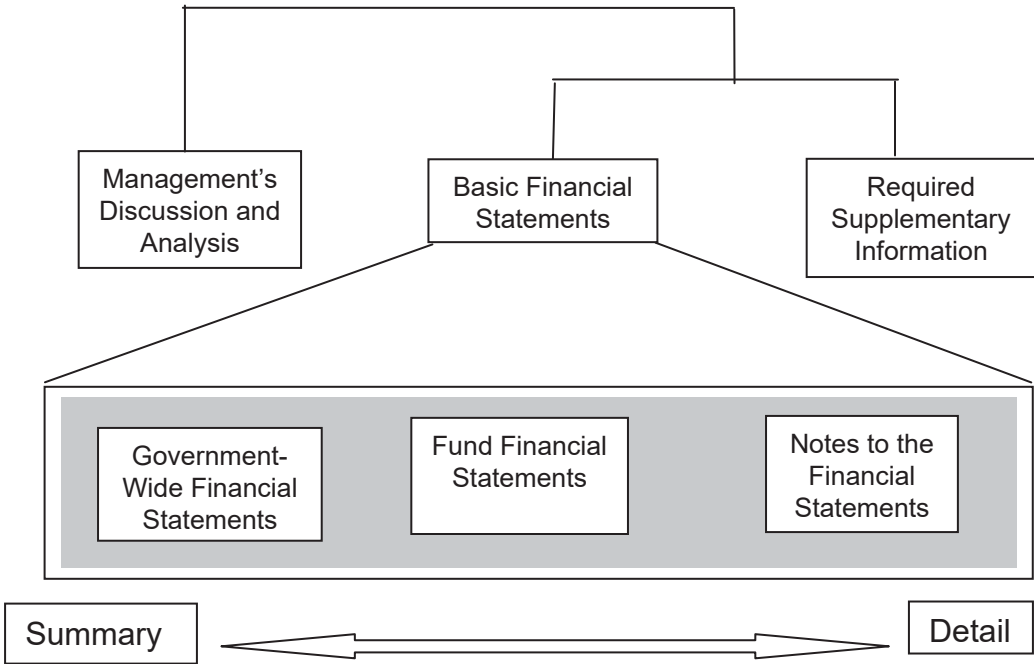 Management’s
Discussion and
Analysis
Basic Financial
Statements
Required
Supplementary
Information
Government-
Wide Financial
Statements
Fund Financial
Statements
Notes to the
Financial
Statements
Summary
Detail